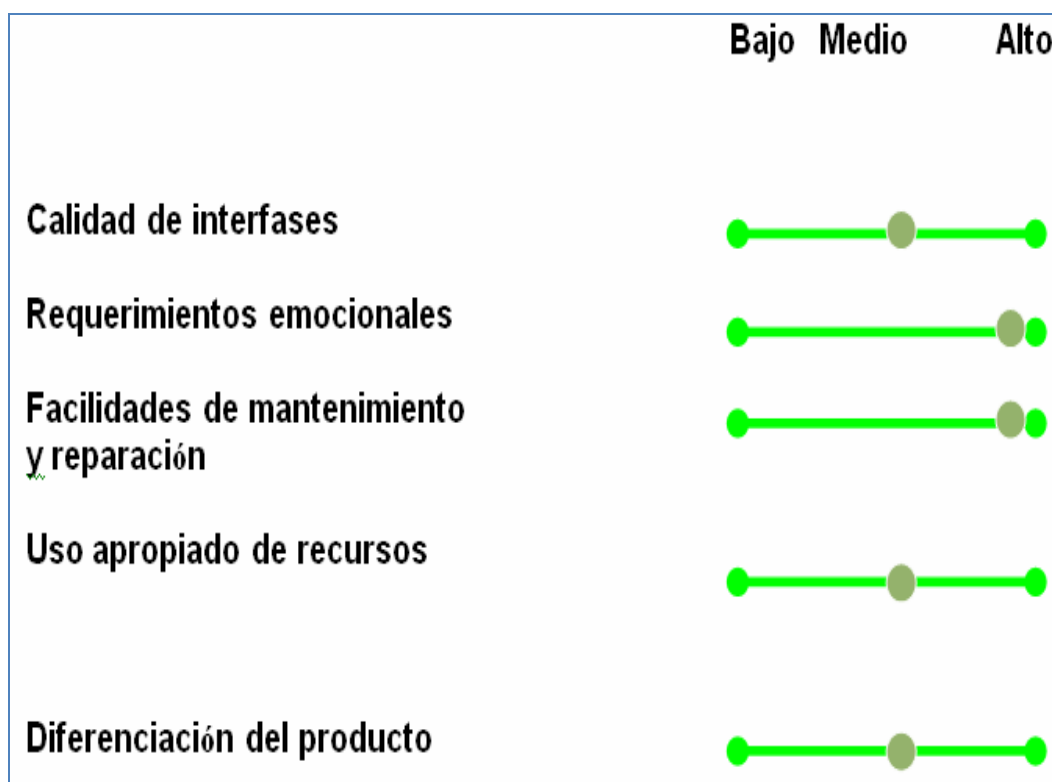 Bajo Medio Alto
Calidad de interfases
Requerimientos emocionales
Facilidades de mantenimiento
y reparación
Uso apropiado de recursos
Diferenciación del producto